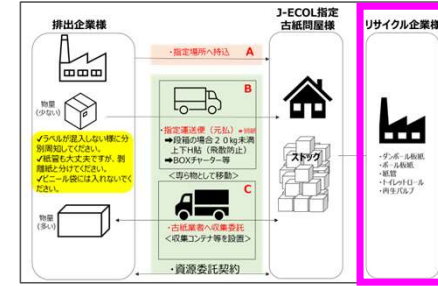 排出企業様
J-ECOL指定
古紙問屋様
リサイクル企業様
・指定場所へ持込 A
B
物量
(少ない)
・指定運送便（元払）
➡段箱の場合２０kg未満
上下H貼（飛散防止）
➡BOXチャーター等
<専ら物として移動>
✓ラベルが混入しない様に分
別周知してください。
✓紙管も大丈夫ですが、剥
離紙と分けてください。
✓ビニール袋には入れないでく
ださい。
ストック
・ダンボール板紙
・ボール板紙
・紙管
・トイレットロール
・再生パルプ
C
物量
(多い)
・古紙業者へ収集委託
<収集コンテナ等を設置>
・資源委託契約